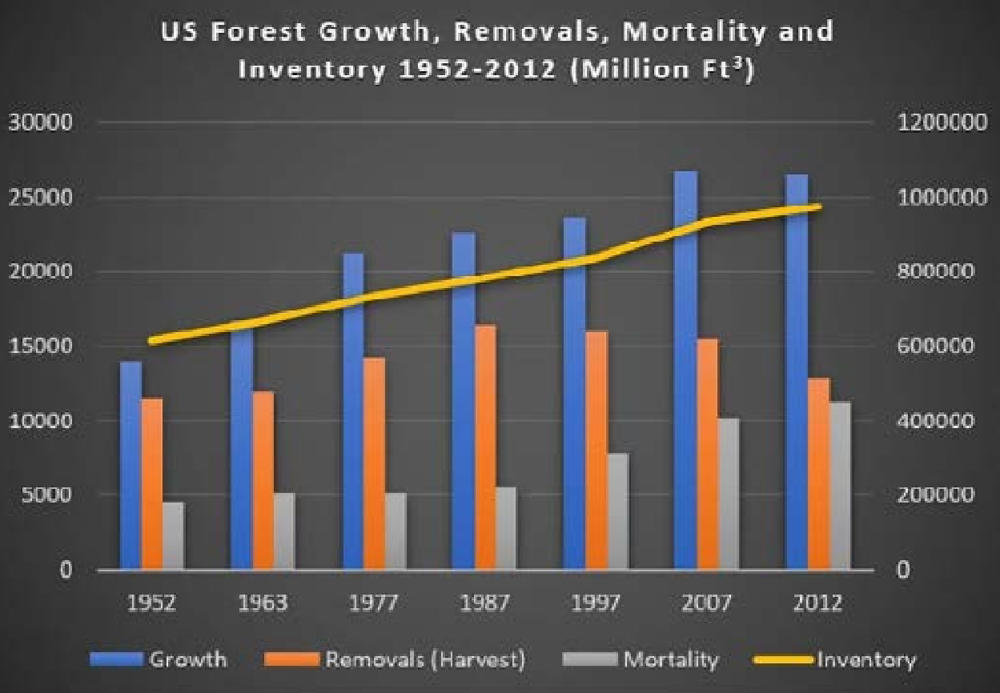 US Forest Growth, Removals, Mortality and
Inventory 1952-2012 (Million Ft³)
30000 1200000
25000 1000000
20000 800000
15000 600000
10000 400000
5000 200000
0 0
1952 1963 1977 1987 1997 2007 2012
Growth Removals (Harvest) Mortality Inventory